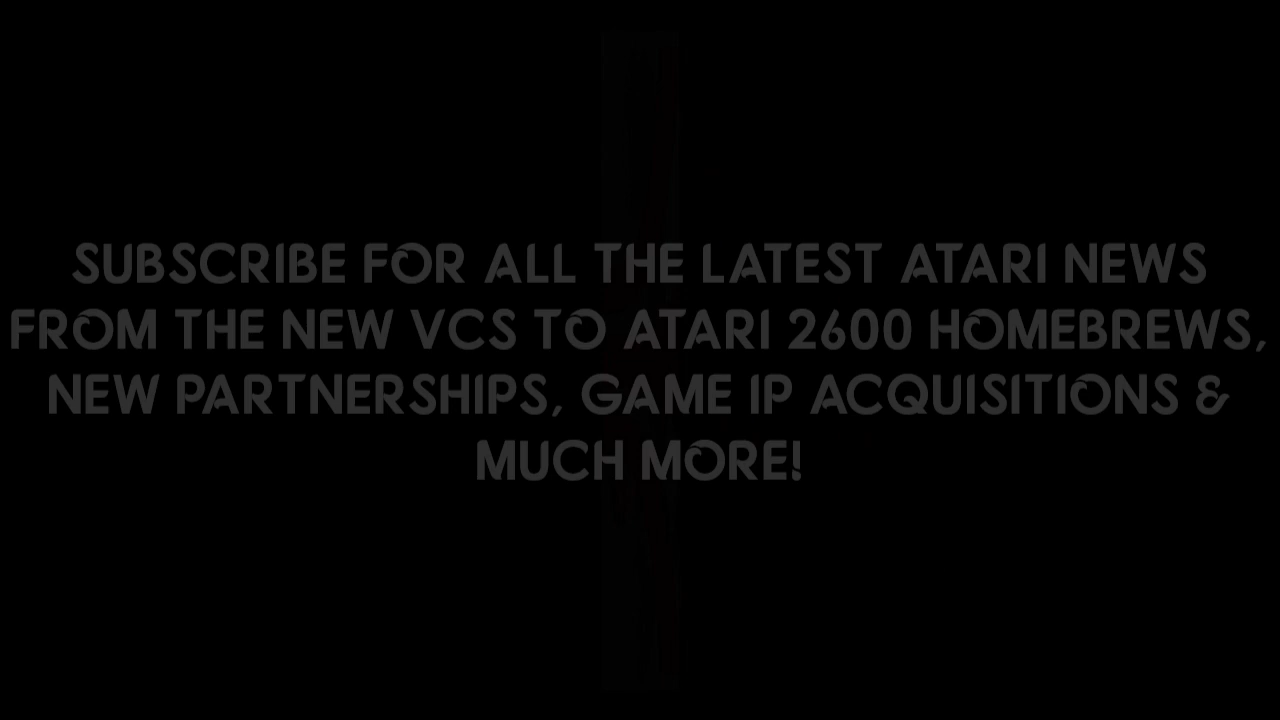 SUBSCRIBE FOR ALL THE LATEST ATARI NEWS
FROM THE NEW VCS TO ATARI 2600 HOMEBREWS,
NEW PARTNERSHIPS, GAME IP ACQUISITIONS &
MUCH MORE!